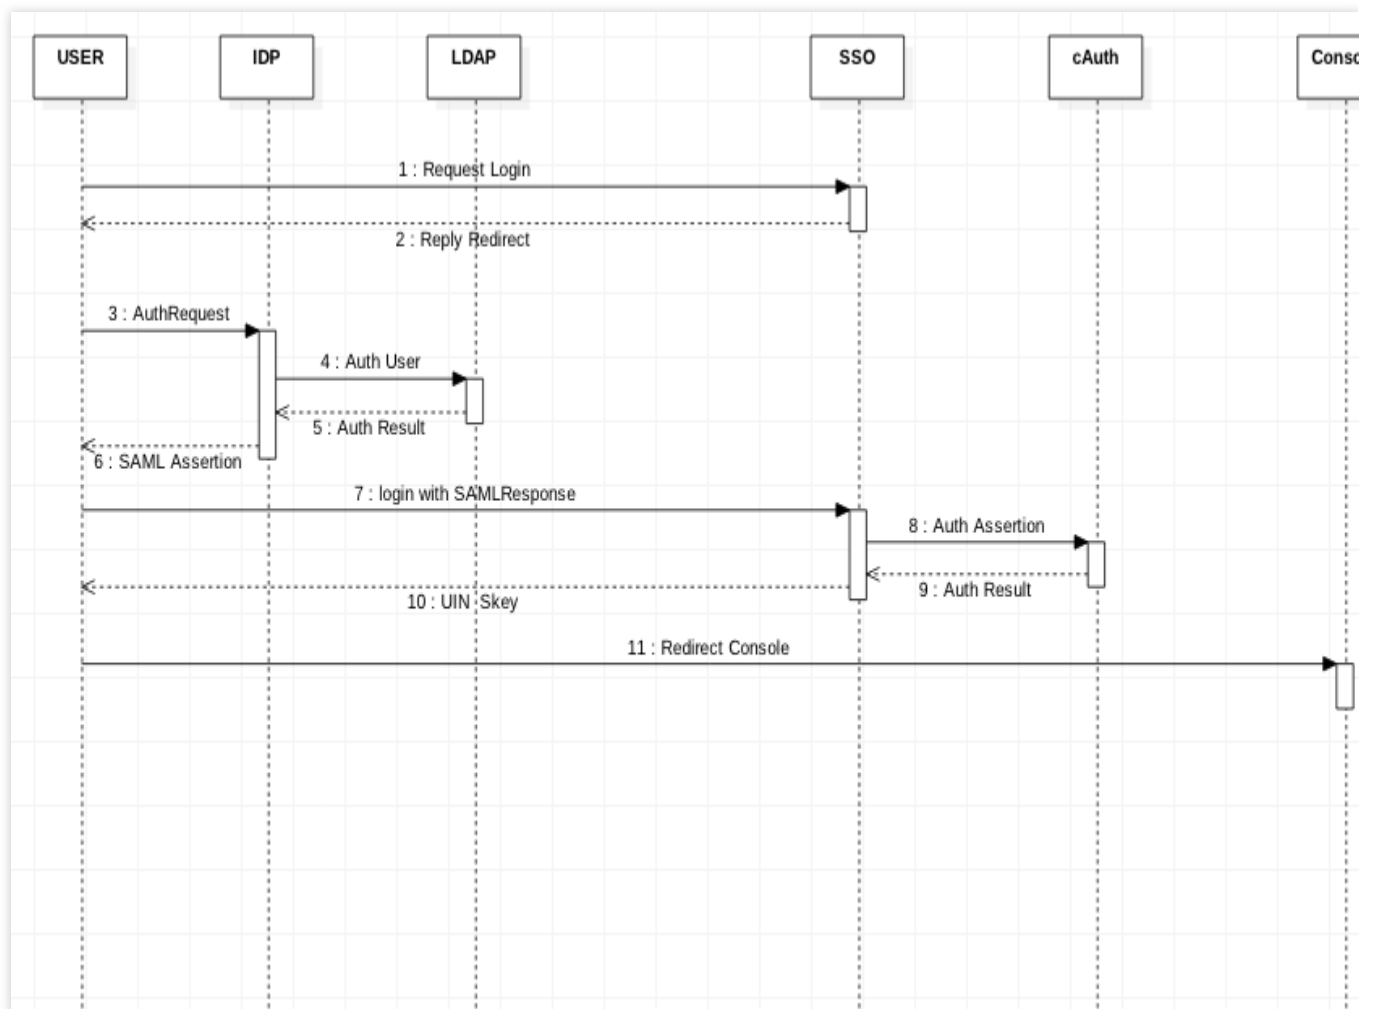 USER IDP LDAP SSO cAuth Conso
1 : Request Login
2 : Reply Redirect
3 : AuthRequest
4 : Auth User
5 : Auth Result
6 : SAML Assertion
7 : login with SAMLResponse
8 : Auth Assertion
9 : Auth Result
10 : UIN Skey
11 : Redirect Console